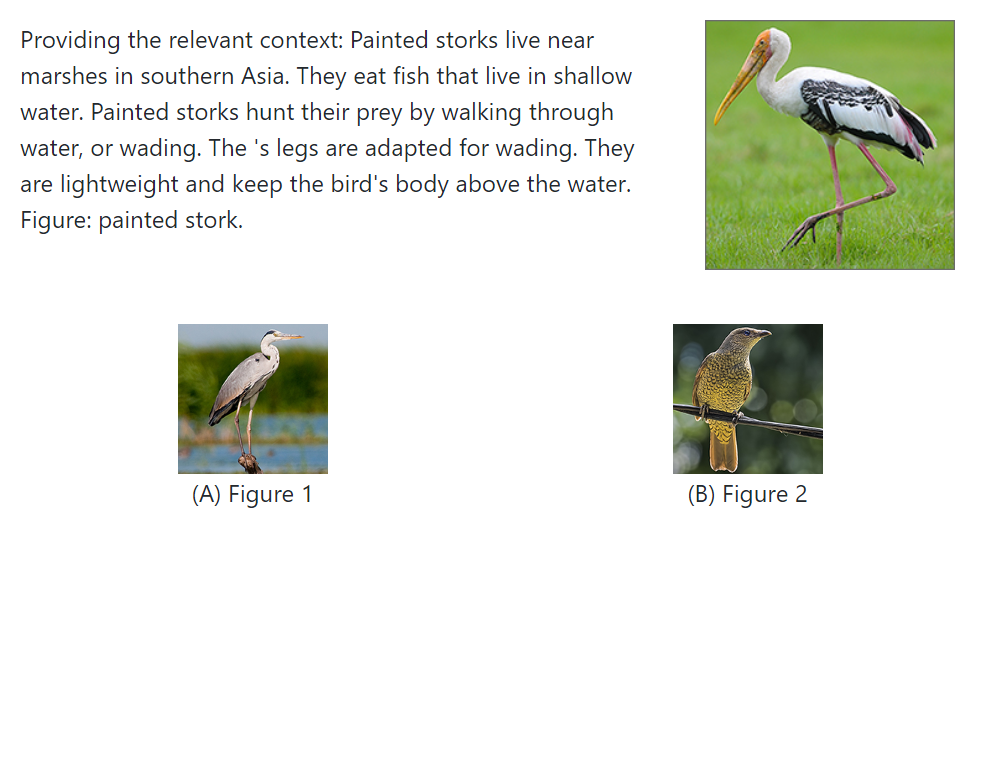 Providing the relevant context: Painted storks live near
marshes in southern Asia. They eat fish that live in shallow
water. Painted storks hunt their prey by walking through
water, or wading. The 's legs are adapted for wading. They
are lightweight and keep the bird's body above the water.
Figure: painted stork.
(A) Figure 1
(B) Figure 2